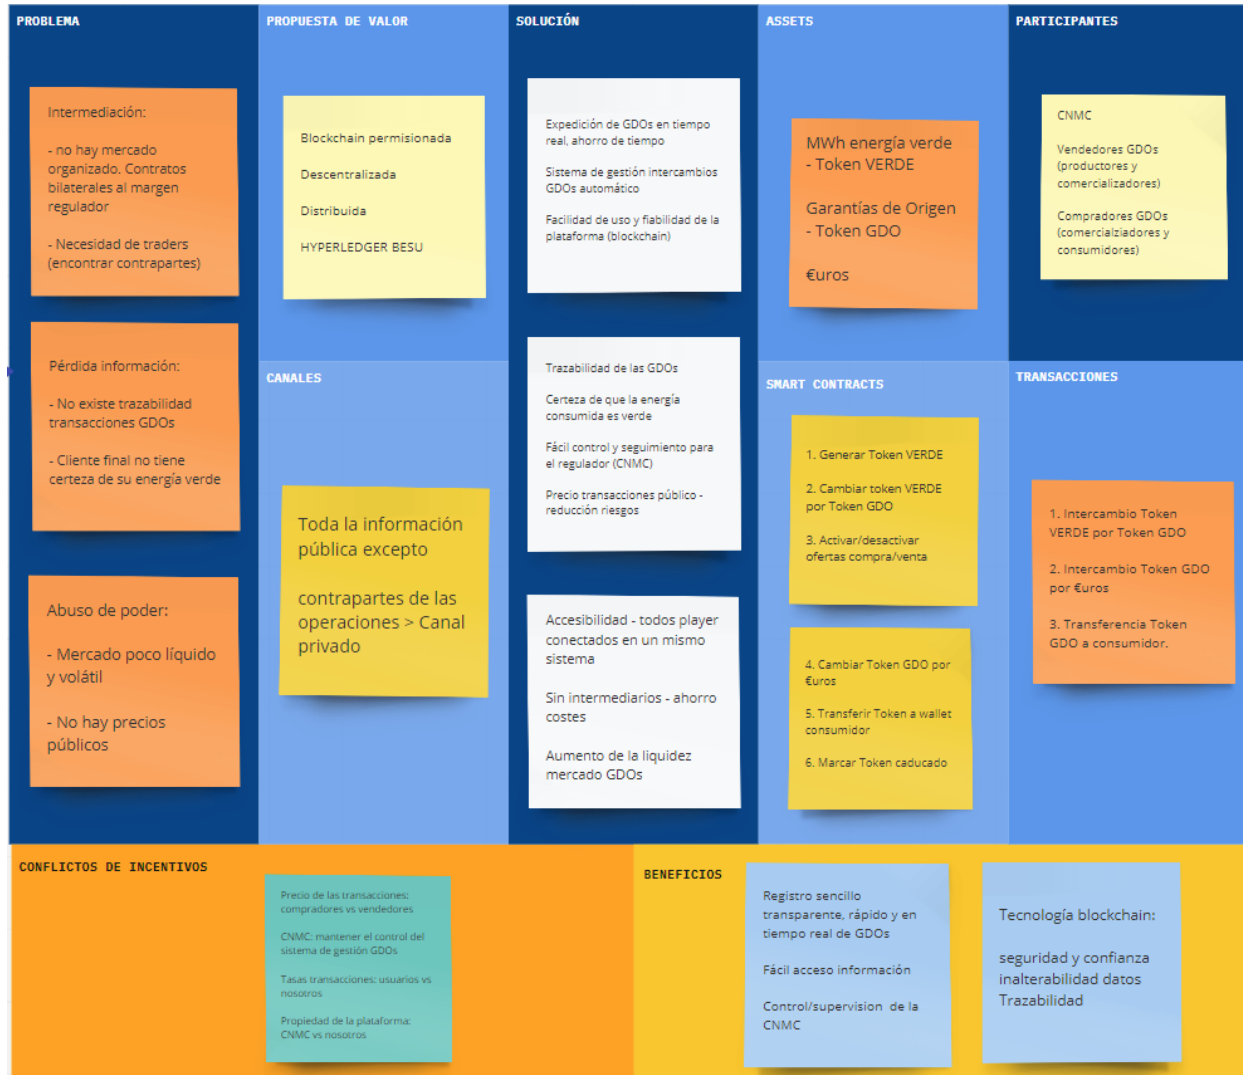 PROBLEMA
Intermediación:
- no hay mercado
organizado. Contratos
bilaterales al margen
regulador
- Necesidad de traders
(encontrar contrapartes)
Pérdida información:
- No existe trazabilidad
transacciones GDOs
- Cliente final no tiene
certeza de su energía verde
Abuso de poder:
- Mercado poco líquido
y volátil
- No hay precios
públicos
PROPUESTA DE VALOR
Blockchain permisionada
Descentralizada
Distribuida
HYPERLEDGER BESU
CANALES
Toda la información
pública excepto
contrapartes de las
operaciones > Canal
privado
SOLUCIÓN
Expedición de GDOs en tiempo
real, ahorro de tiempo
Sistema de gestión intercambios
GDOs automático
Facilidad de uso y fiabilidad de la
plataforma (blockchain)
Trazabilidad de las GDOs
Certeza de que la energía
consumida es verde
Fácil control y seguimiento para
el regulador (CNMC)
Precio transacciones público -
reducción riesgos
Accesibilidad - todos player
conectados en un mismo
sistema
Sin intermediarios - ahorro
costes
Aumento de la liquidez
mercado GDOs
ASSETS
MWh energía verde
- Token VERDE
Garantías de Origen
- Token GDO
€uros
SMART CONTRACTS
1. Generar Token VERDE
2. Cambiar token VERDE
por Token GDO
3. Activar/desactivar
ofertas compra/venta
4. Cambiar Token GDO por
€uros
5. Transferir Token a wallet
consumidor
6. Marcar Token caducado
PARTICIPANTES
CNMC
Vendedores GDOs
(productores y
comercializadores)
Compradores GDOs
(comercialziadores y
consumidores)
TRANSACCIONES
1. Intercambio Token
VERDE por Token GDO
2. Intercambio Token GDO
por €uros
3. Transferencia Token
GDO a consumidor.
CONFLICTOS DE INCENTIVOS
Precio de las transacciones:
compradores vs vendedores
CNMC: mantener el control del
sistema de gestión GDOs
Tasas transacciones: usuarios vs
nosotros
Propiedad de la plataforma:
CNMC vs nosotros
BENEFICIOS
Registro sencillo
transparente, rápido y en
tiempo real de GDOs
Fácil acceso información
Control/supervision de la
CNMC
Tecnología blockchain:
seguridad y confianza
inalterabilidad datos
Trazabilidad